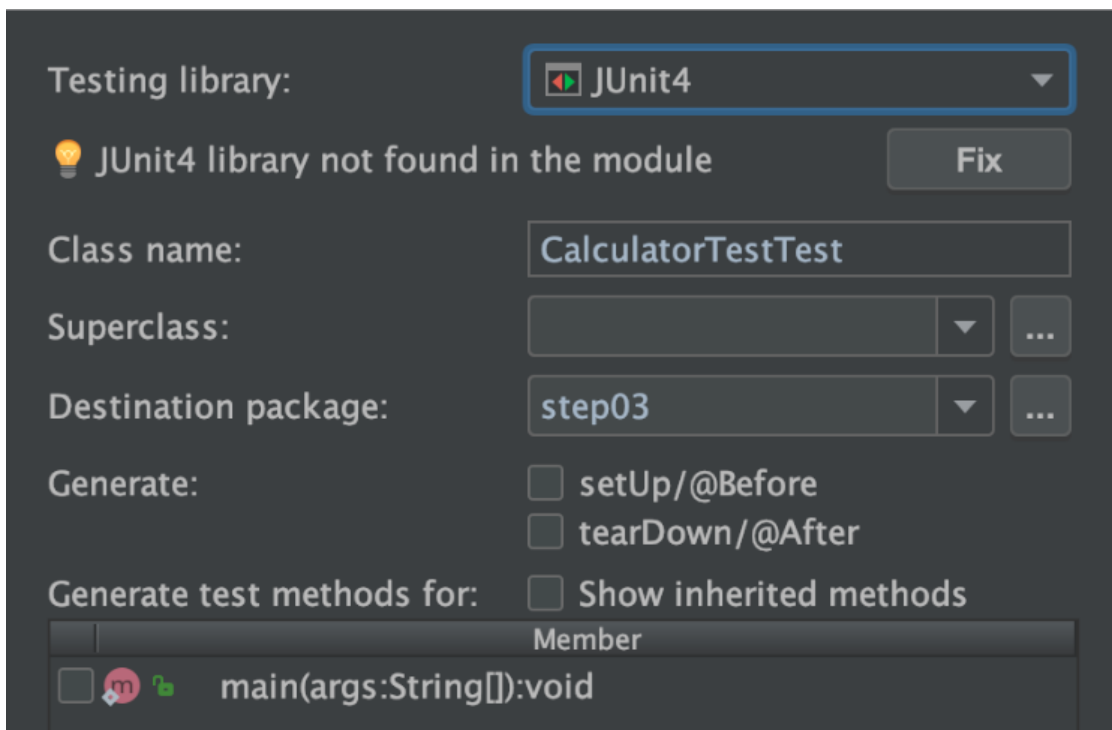 Testing library: JUnit4
JUnit4 library not found in the module Fix
Class name: CalculatorTestTest
Superclass: ...
Destination package: step03 ...
Generate: setUp/@Before
tearDown/@After
Generate test methods for: Show inherited methods
Member
m main(args:String[]):void